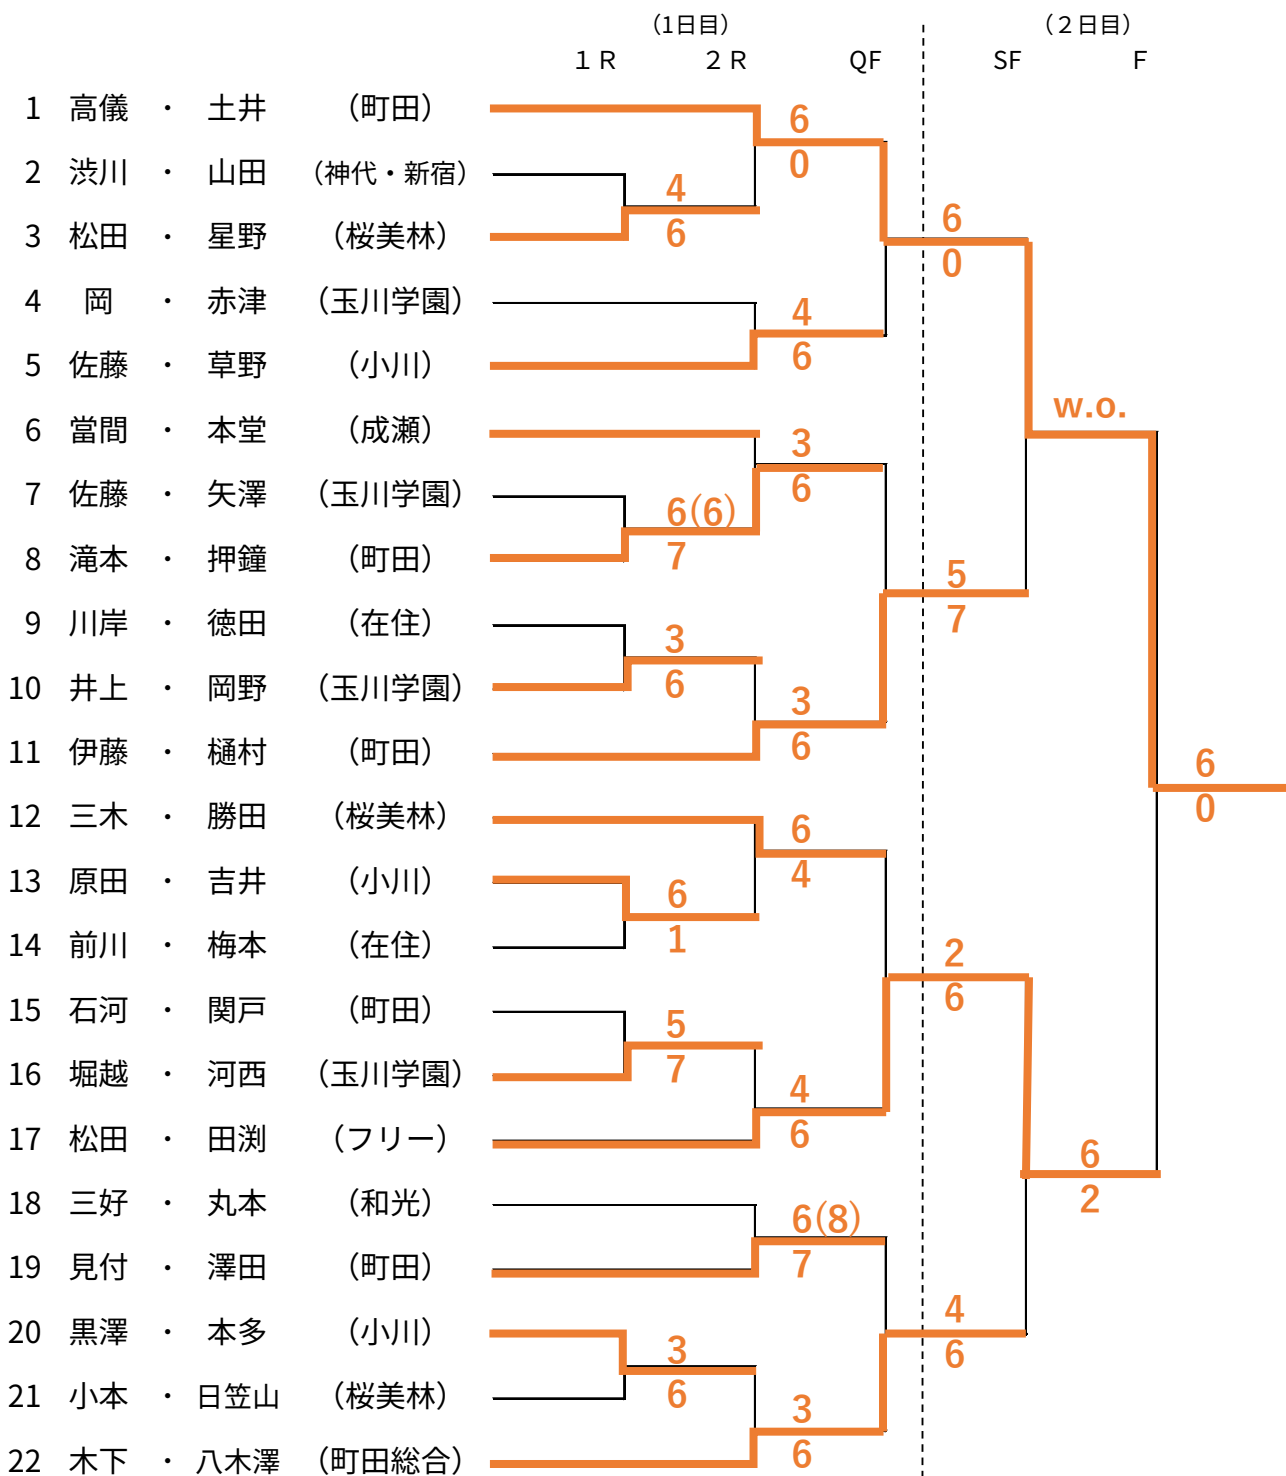 （1日目）
（２日目）
１Ｒ ２Ｒ QF SF F
1 高儀 ・ 土井 （町田）
6
0
2 渋川 ・ 山田 （神代・新宿）
4
6
3 松田 ・ 星野 （桜美林）
6
0
4 岡 ・ 赤津 （玉川学園）
4
6
5 佐藤 ・ 草野 （小川）
w.o.
6 當間 ・ 本堂 （成瀬）
3
6
7 佐藤 ・ 矢澤 （玉川学園）
6(6)
7
8 滝本 ・ 押鐘 （町田）
5
7
9 川岸 ・ 徳田 （在住）
3
6
10 井上 ・ 岡野 （玉川学園）
3
6
11 伊藤 ・ 樋村 （町田）
6
0
12 三木 ・ 勝田 （桜美林）
6
4
13 原田 ・ 吉井 （小川）
6
1
14 前川 ・ 梅本 （在住）
2
6
15 石河 ・ 関戸 （町田）
5
7
16 堀越 ・ 河西 （玉川学園）
4
6
17 松田 ・ 田渕 （フリー）
6
2
18 三好 ・ 丸本 （和光）
6(8)
7
19 見付 ・ 澤田 （町田）
4
6
20 黒澤 ・ 本多 （小川）
3
6
21 小本 ・ 日笠山 （桜美林）
3
6
22 木下 ・ 八木澤 （町田総合）